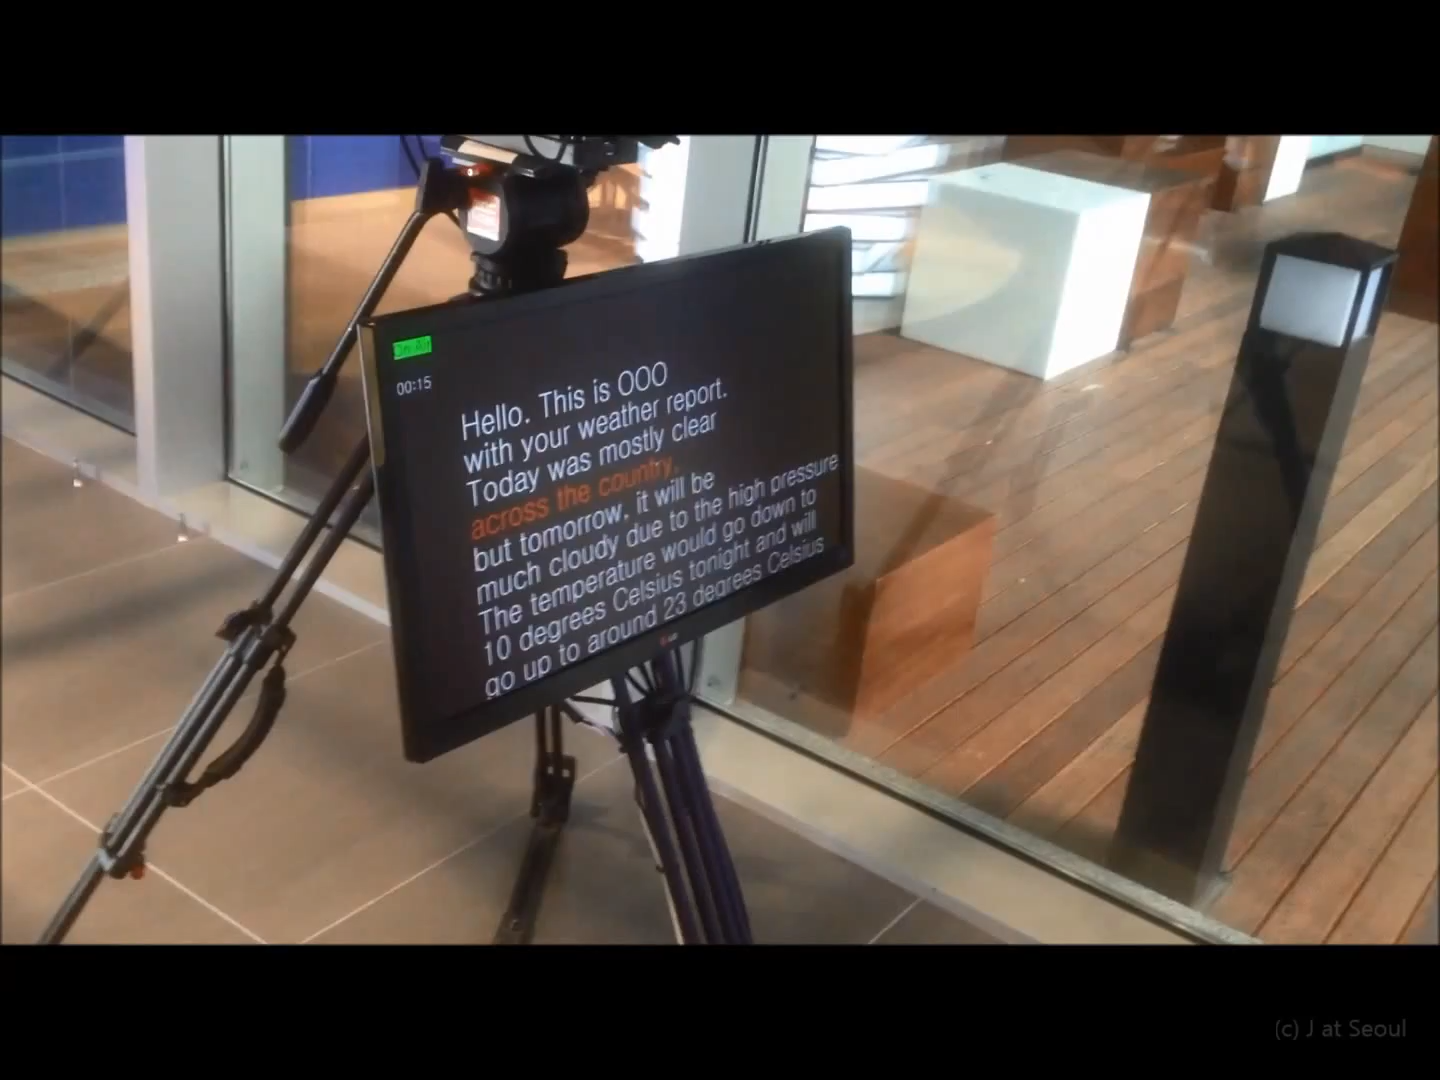 On Air
00:15
Hello. This is OOO
with your weather report.
Today was mostly clear
across the country,
but tomorrow, it will be
much cloudy due to the high pressure
The temperature would go down to
10 degrees Celsius tonight and will
go up to around 23 degrees Celsius
(c) J at Seoul